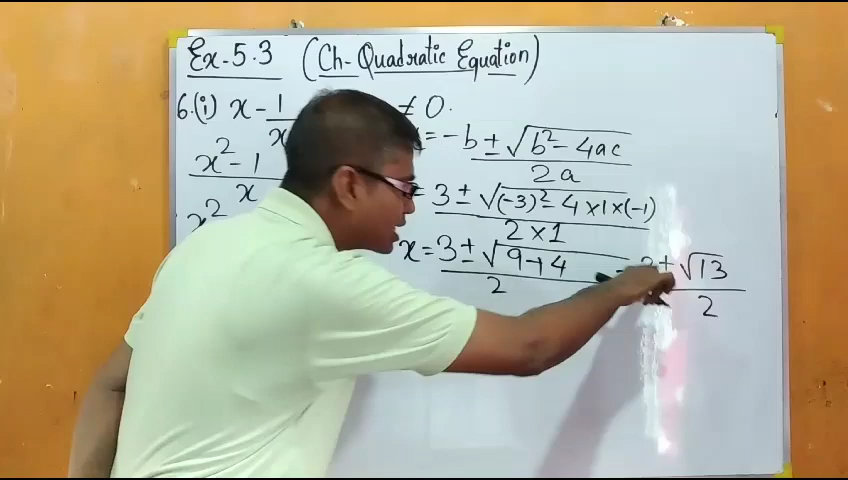 Ex-5.3 (Ch-Quadratic Equation)
6.(i) x - 1/x ≠ 0.
= -b ± √(b² - 4ac) / 2a
x² - 1 / x
= 3 ± √((-3)² - 4×1×(-1)) / 2×1
x²
x = 3 ± √(9+4) / 2 = 3 ± √13 / 2